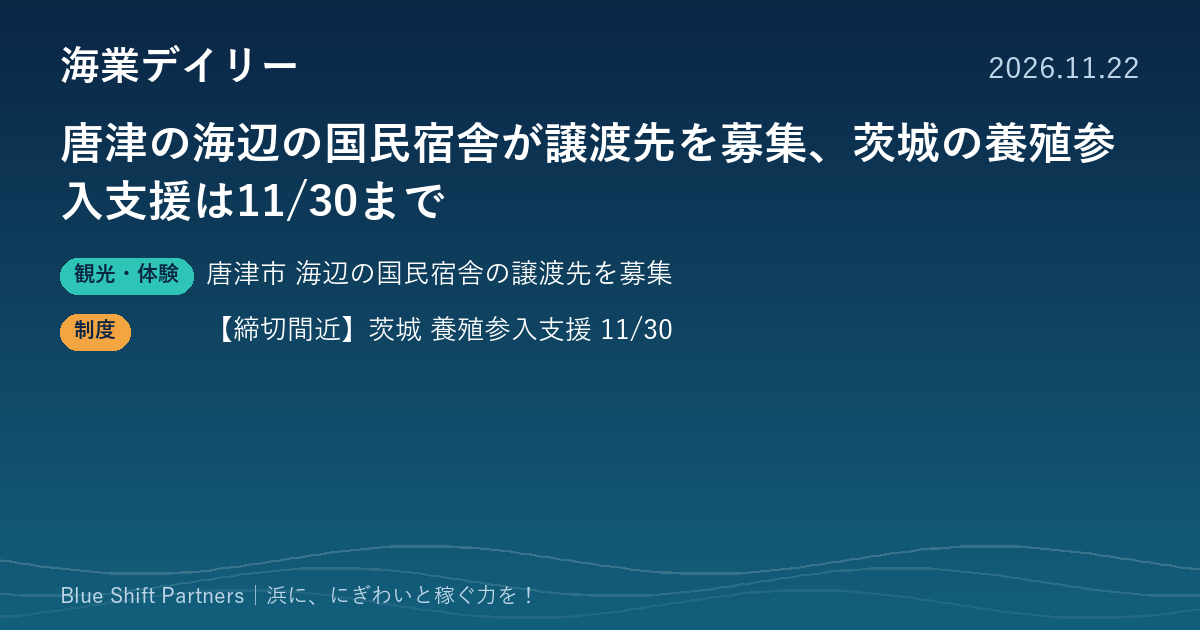 海業デイリー
2026.11.22
唐津の海辺の国民宿舎が譲渡先を募集、茨城の養殖参
入支援は11/30まで
観光・体験 唐津市 海辺の国民宿舎の譲渡先を募集
制度 【締切間近】茨城 養殖参入支援 11/30
Blue Shift Partners｜浜に、にぎわいと稼ぐ力を！